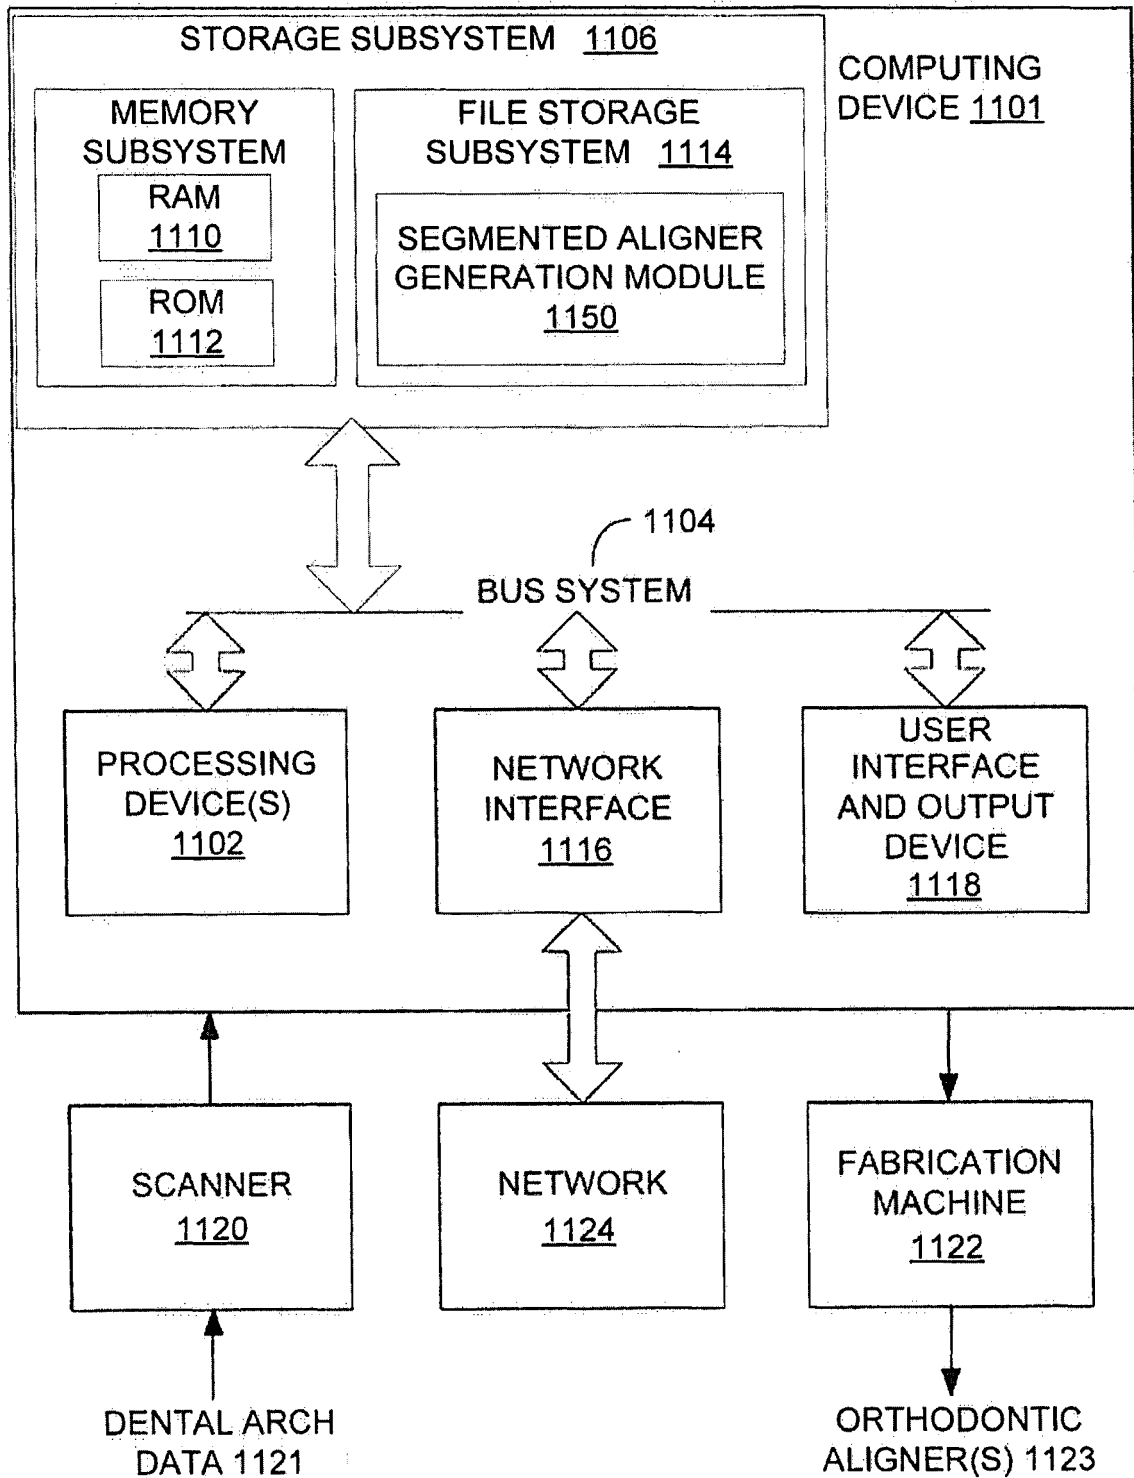 STORAGE SUBSYSTEM 1106
COMPUTING
DEVICE 1101
MEMORY
SUBSYSTEM
RAM
1110
ROM
1112
FILE STORAGE
SUBSYSTEM 1114
SEGMENTED ALIGNER
GENERATION MODULE
1150
1104
BUS SYSTEM
PROCESSING
DEVICE(S)
1102
NETWORK
INTERFACE
1116
USER
INTERFACE
AND OUTPUT
DEVICE
1118
SCANNER
1120
NETWORK
1124
FABRICATION
MACHINE
1122
DENTAL ARCH
DATA 1121
ORTHODONTIC
ALIGNER(S) 1123